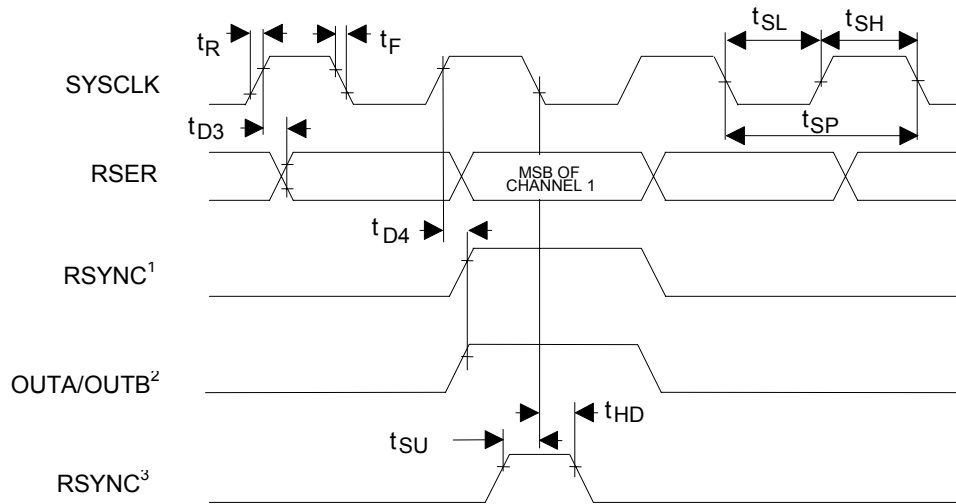 tR tF tSL tSH
SYSCLK
tSP
tD3
RSER
MSB OF
CHANNEL 1
tD4
RSYNC¹
OUTA/OUTB²
tHD
tSU
RSYNC³